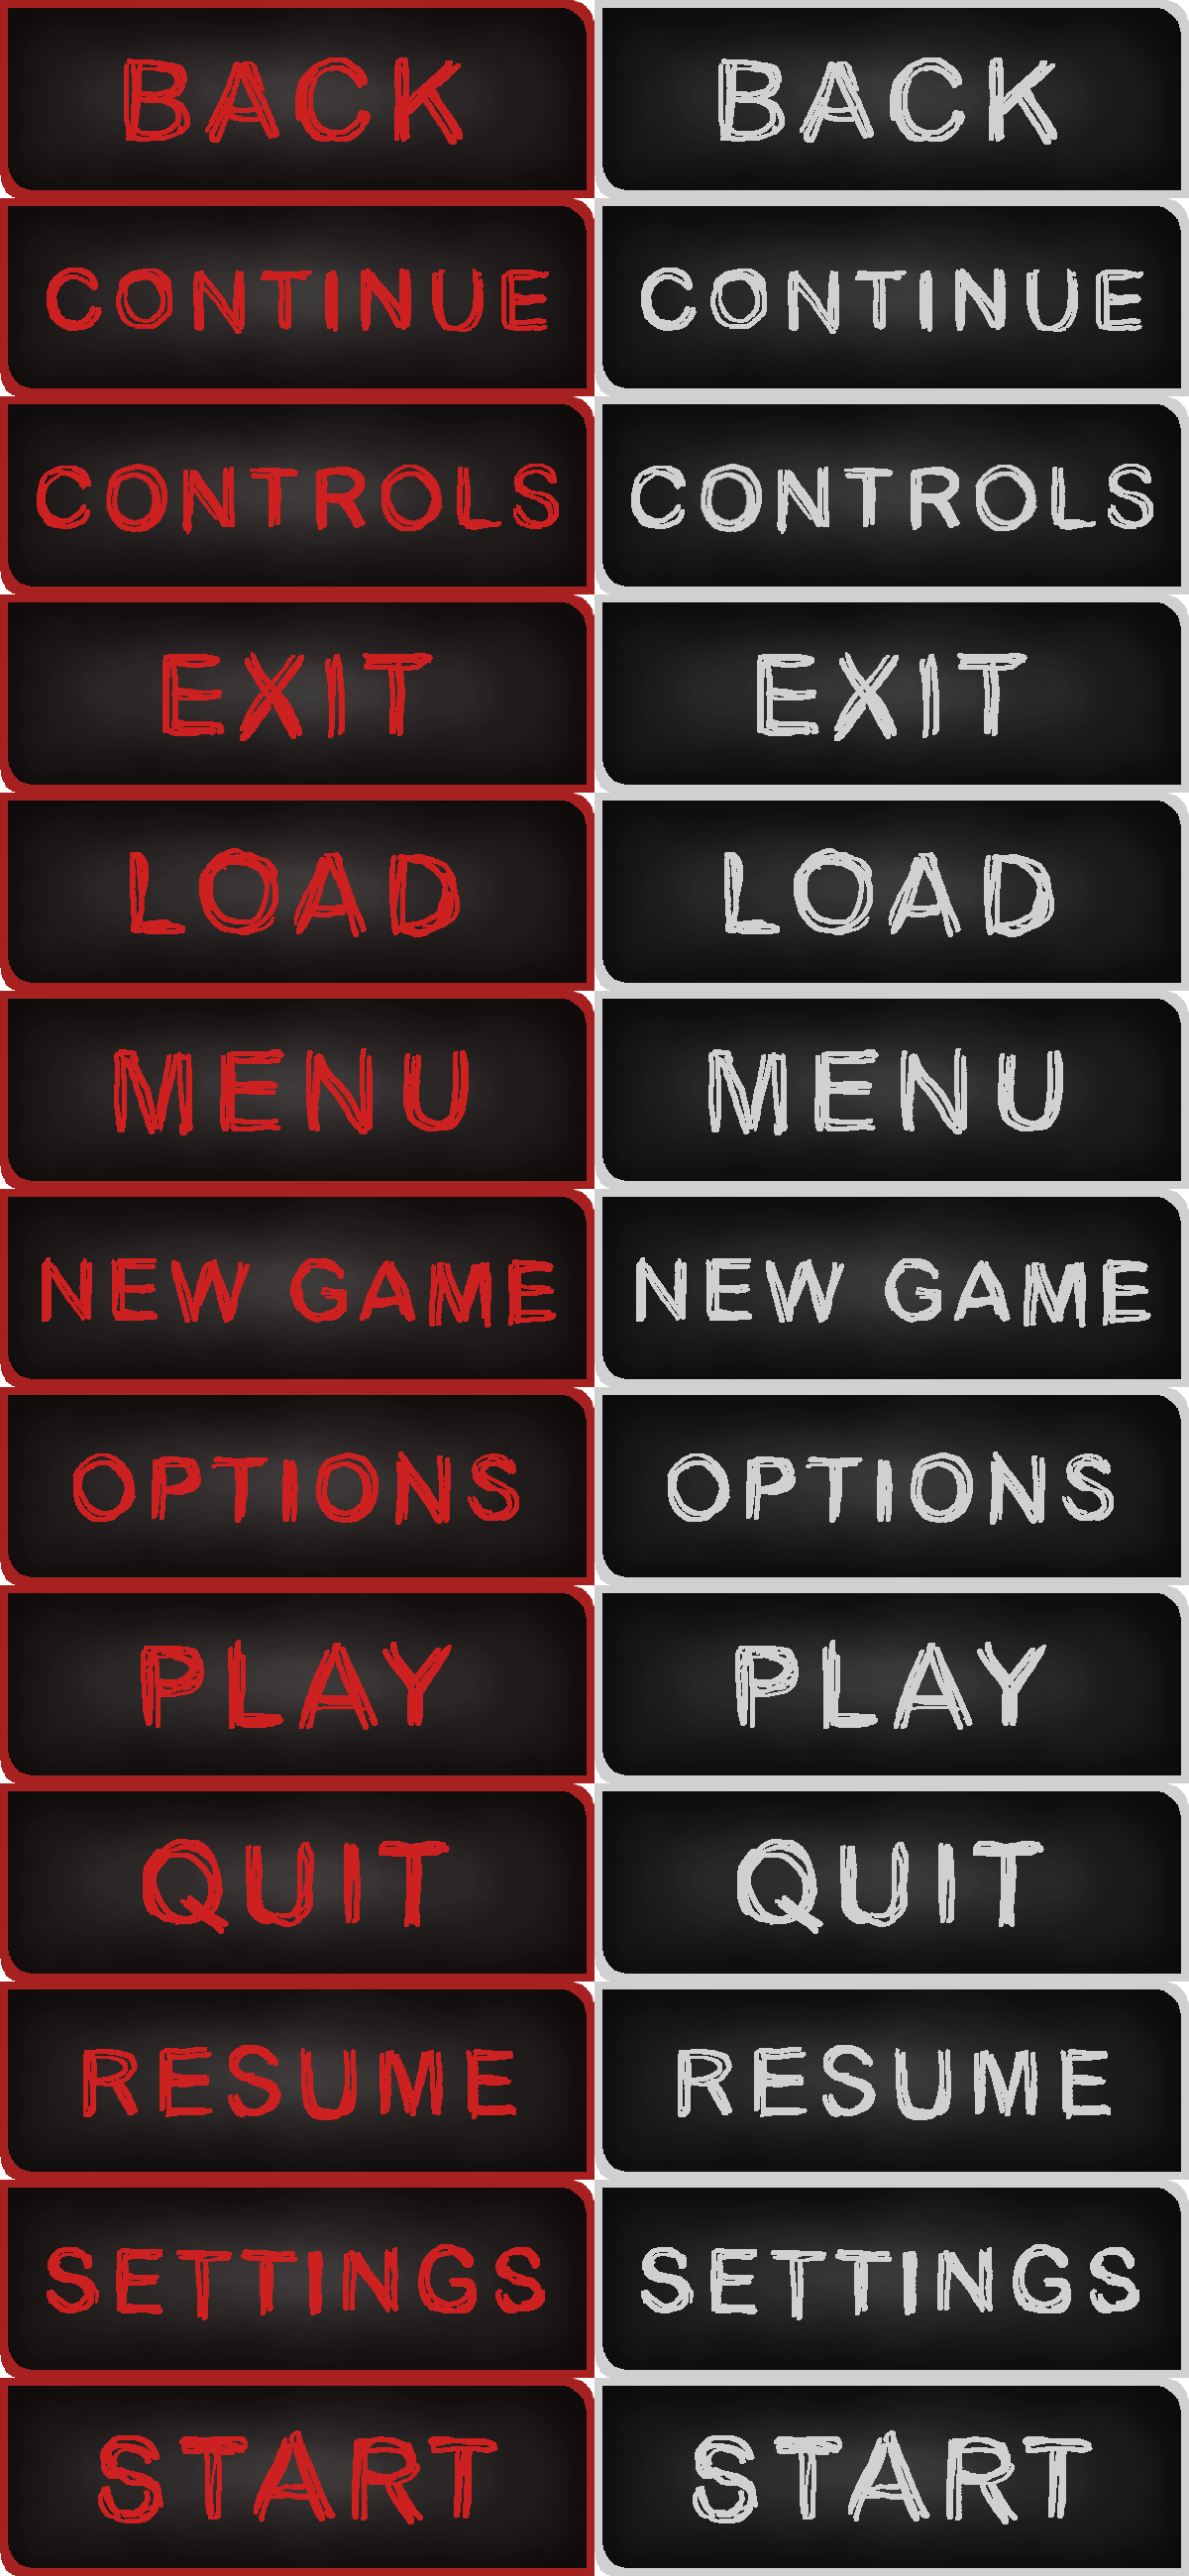 BACK BACK
CONTINUE CONTINUE
CONTROLS CONTROLS
EXIT EXIT
LOAD LOAD
MENU MENU
NEW GAME NEW GAME
OPTIONS OPTIONS
PLAY PLAY
QUIT QUIT
RESUME RESUME
SETTINGS SETTINGS
START START